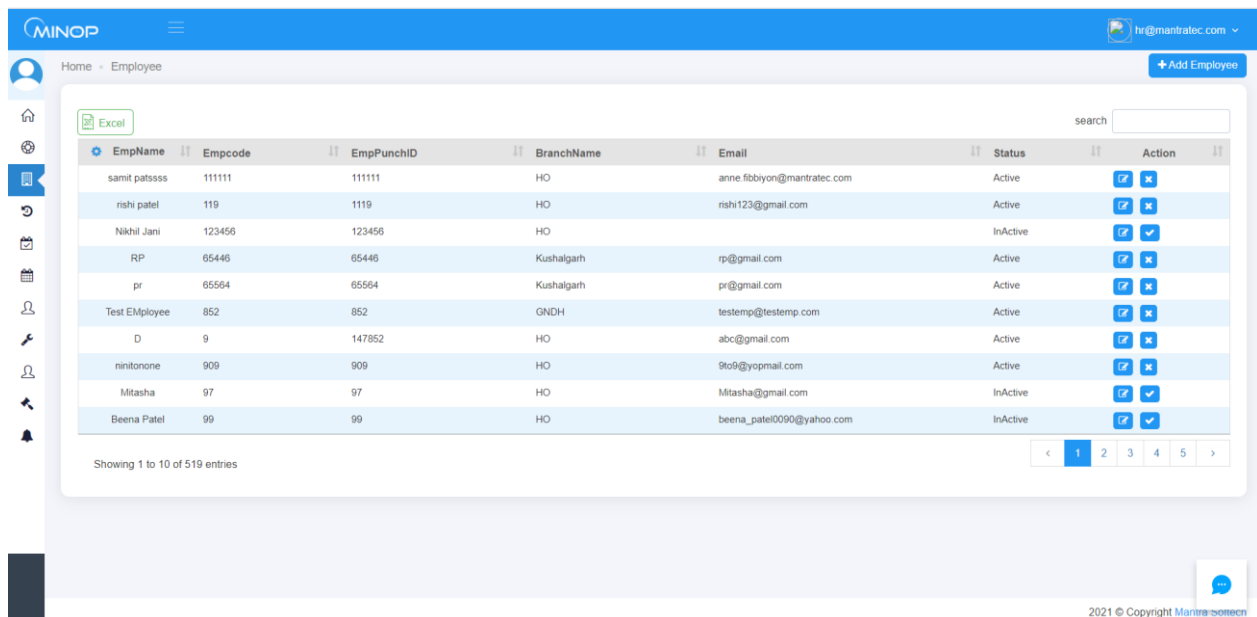 MINOP hr@mantratec.com
Home Employee Add Employee
Excel search
EmpName Empcode EmpPunchID BranchName Email Status Action
samit patssss 111111 111111 HO anne.fibbiyon@mantratec.com Active
rishi patel 119 1119 HO rishi123@gmail.com Active
Nikhil Jani 123456 123456 HO InActive
RP 65446 65446 Kushalgarh rp@gmail.com Active
pr 65564 65564 Kushalgarh pr@gmail.com Active
Test EMployee 852 852 GNDH testemp@testemp.com Active
D 9 147852 HO abc@gmail.com Active
ninitonone 909 909 HO 9to9@yopmail.com Active
Mitasha 97 97 HO Mitasha@gmail.com InActive
Beena Patel 99 99 HO beena_patel0090@yahoo.com InActive
Showing 1 to 10 of 519 entries < 1 2 3 4 5 >
2021 © Copyright Mantra Softech